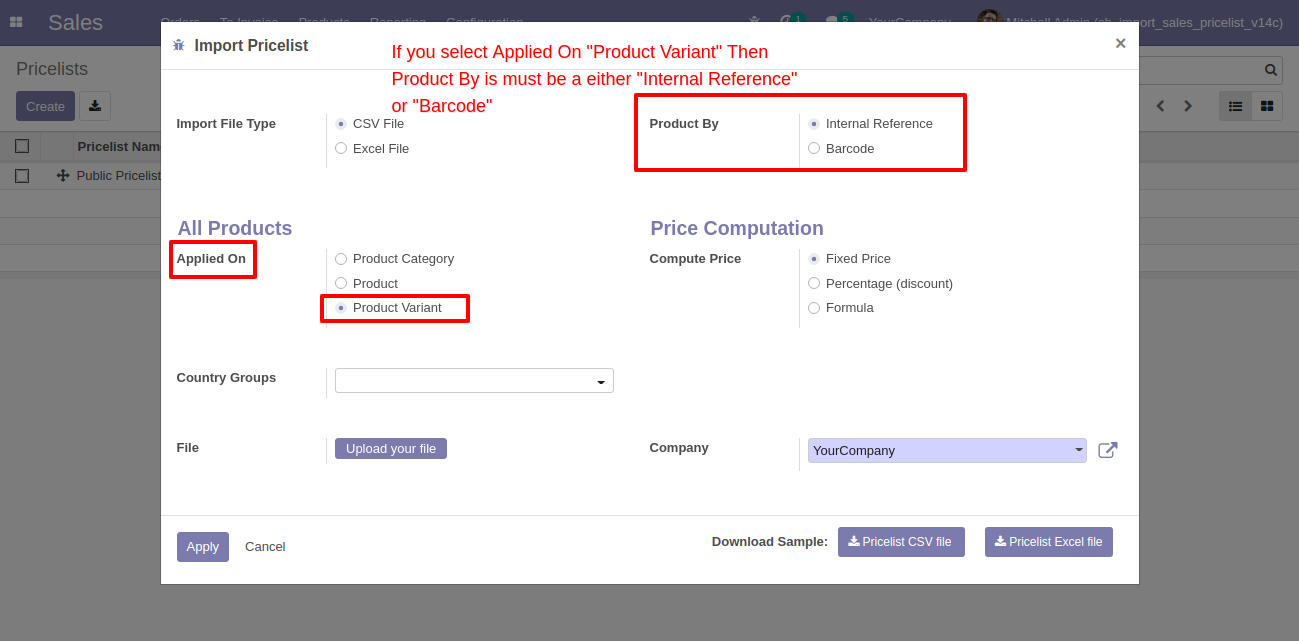 Sales
Orders To Invoice Products Reporting Configuration
1 5 YourCompany Mitchell Admin (sh_import_sales_pricelist_v14c)
Import Pricelist
×
If you select Applied On "Product Variant" Then
Product By is must be a either "Internal Reference"
or "Barcode"
Pricelists
Create
Pricelist Nam
Public Pricelist
Import File Type
CSV File
Excel File
Product By
Internal Reference
Barcode
All Products
Applied On
Product Category
Product
Product Variant
Price Computation
Compute Price
Fixed Price
Percentage (discount)
Formula
Country Groups
File
Upload your file
Company
YourCompany
Apply Cancel
Download Sample: Pricelist CSV file Pricelist Excel file